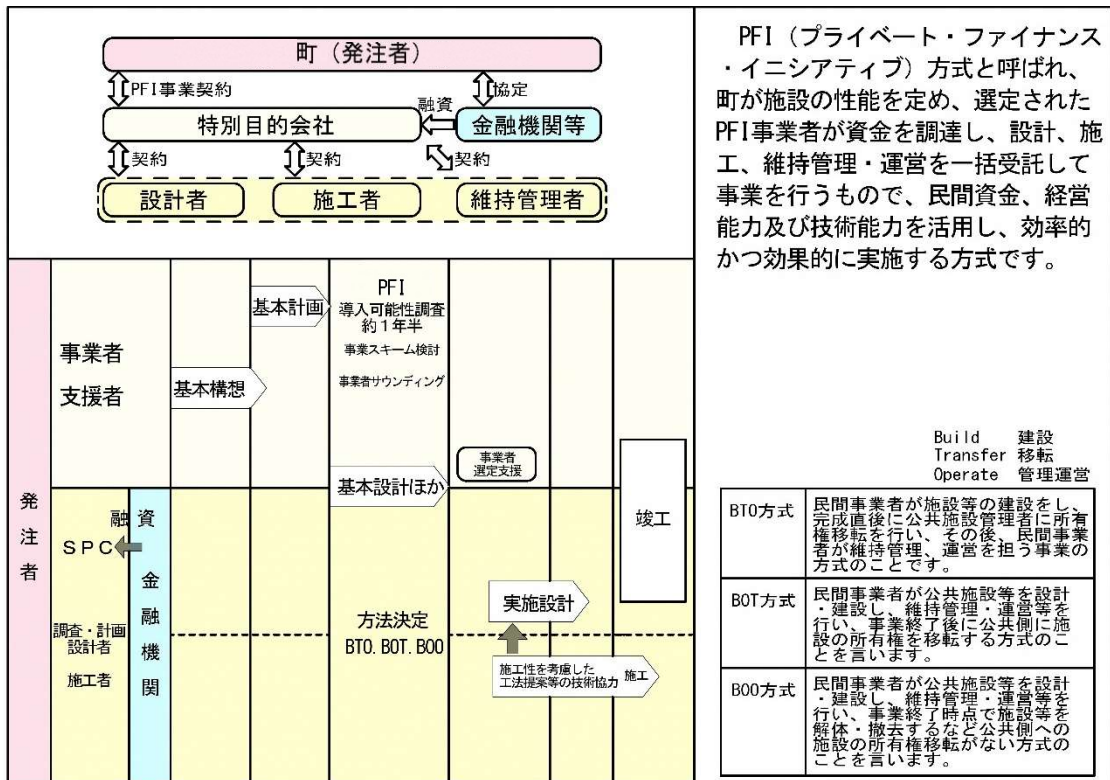 町（発注者）
PFI事業契約
協定
融資
特別目的会社
金融機関等
契約
契約
契約
設計者
施工者
維持管理者
PFI（プライベート・ファイナンス
・イニシアティブ）方式と呼ばれ、
町が施設の性能を定め、選定された
PFI事業者が資金を調達し、設計、施
工、維持管理・運営を一括受託して
事業を行うもので、民間資金、経営
能力及び技術能力を活用し、効率的
かつ効果的に実施する方式です。
発注者
事業者
支援者
基本構想
基本計画
PFI
導入可能性調査
約１年半
事業スキーム検討
事業者サウンディング
基本設計ほか
事業者
選定支援
竣工
融資
ＳＰＣ
金融機関
調査・計画
設計者
施工者
方法決定
BTO. BOT. BOO
実施設計
施工性を考慮した
工法提案等の技術協力
施工
Build 建設
Transfer 移転
Operate 管理運営
BTO方式
民間事業者が施設等の建設をし、
完成直後に公共施設管理者に所有
権移転を行い、その後、民間事業
者が維持管理、運営を担う事業の
方式のことです。
BOT方式
民間事業者が公共施設等を設計
・建設し、維持管理・運営等を
行い、事業終了後に公共側に施
設の所有権を移転する方式のこ
とを言います。
BOO方式
民間事業者が公共施設等を設計
・建設し、維持管理・運営等を
行い、事業終了時点で施設等を
解体・撤去するなど公共側への
施設の所有権移転がない方式の
ことを言います。